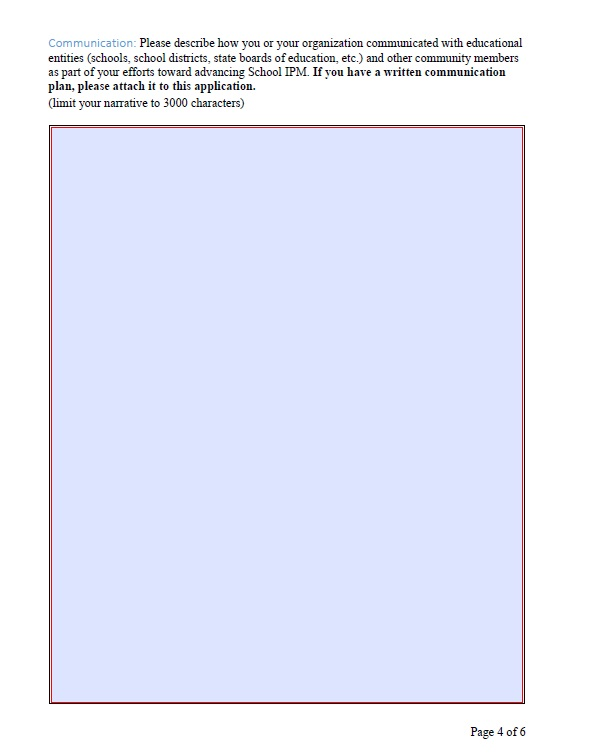 Communication: Please describe how you or your organization communicated with educational
entities (schools, school districts, state boards of education, etc.) and other community members
as part of your efforts toward advancing School IPM. If you have a written communication
plan, please attach it to this application.
(limit your narrative to 3000 characters)
Page 4 of 6